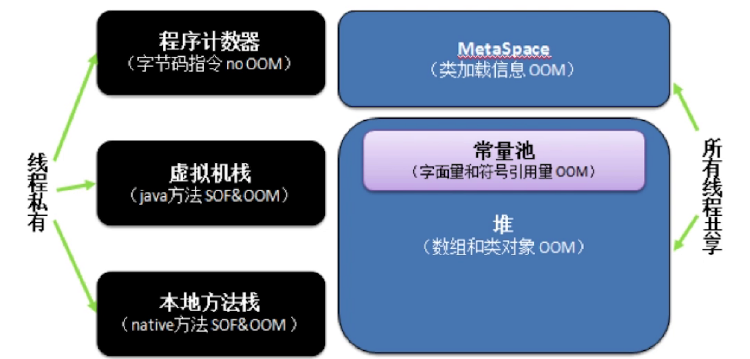 程序计数器
（字节码指令 no OOM）
MetaSpace
（类加载信息 OOM）
线程私有
虚拟机栈
（java方法 SOF&OOM）
常量池
（字面量和符号引用量 OOM）
所有线程共享
堆
（数组和类对象 OOM）
本地方法栈
（native方法 SOF&OOM ）